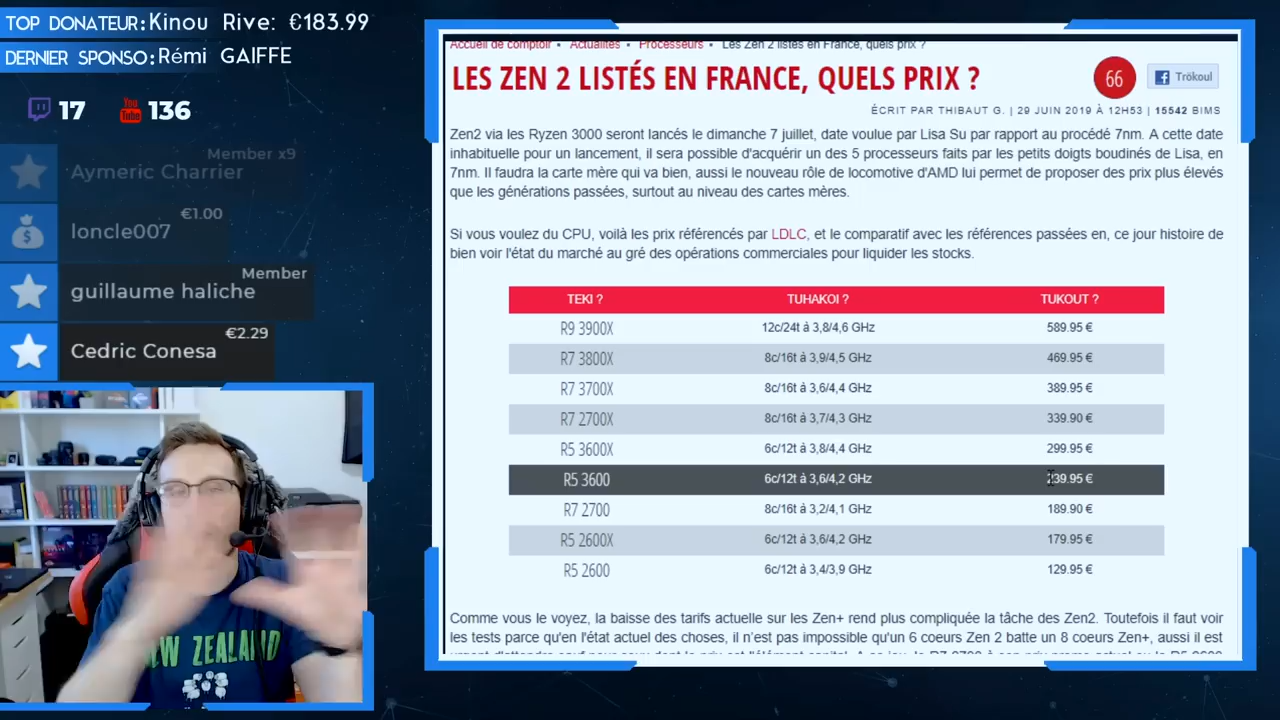 TOP DONATEUR: Kinou Rive: €183.99
DERNIER SPONSO: Rémi GAIFFE
17
You Tube 136
Member x9
Aymeric Charrier
€1.00
loncle007
Member
guillaume haliche
€2.29
Cedric Conesa
NEW ZEALAND
Accueil de comptoir • Actualités • Processeurs • Les Zen 2 listés en France, quels prix ?
LES ZEN 2 LISTÉS EN FRANCE, QUELS PRIX ?
66
Trökoul
ÉCRIT PAR THIBAUT G. | 29 JUIN 2019 À 12H53 | 15542 BIMS
Zen2 via les Ryzen 3000 seront lancés le dimanche 7 juillet, date voulue par Lisa Su par rapport au procédé 7nm. A cette date
inhabituelle pour un lancement, il sera possible d'acquérir un des 5 processeurs faits par les petits doigts boudinés de Lisa, en
7nm. Il faudra la carte mère qui va bien, aussi le nouveau rôle de locomotive d'AMD lui permet de proposer des prix plus élevés
que les générations passées, surtout au niveau des cartes mères.
Si vous voulez du CPU, voilà les prix référencés par LDLC, et le comparatif avec les références passées en, ce jour histoire de
bien voir l'état du marché au gré des opérations commerciales pour liquider les stocks.
TEKI ? TUHAKOI ? TUKOUT ?
R9 3900X 12c/24t à 3,8/4,6 GHz 589.95 €
R7 3800X 8c/16t à 3,9/4,5 GHz 469.95 €
R7 3700X 8c/16t à 3,6/4,4 GHz 389.95 €
R7 2700X 8c/16t à 3,7/4,3 GHz 339.90 €
R5 3600X 6c/12t à 3,8/4,4 GHz 299.95 €
R5 3600 6c/12t à 3,6/4,2 GHz 239.95 €
R7 2700 8c/16t à 3,2/4,1 GHz 189.90 €
R5 2600X 6c/12t à 3,6/4,2 GHz 179.95 €
R5 2600 6c/12t à 3,4/3,9 GHz 129.95 €
Comme vous le voyez, la baisse des tarifs actuelle sur les Zen+ rend plus compliquée la tâche des Zen2. Toutefois il faut voir
les tests parce qu'en l'état actuel des choses, il n'est pas impossible qu'un 6 coeurs Zen 2 batte un 8 coeurs Zen+, aussi il est